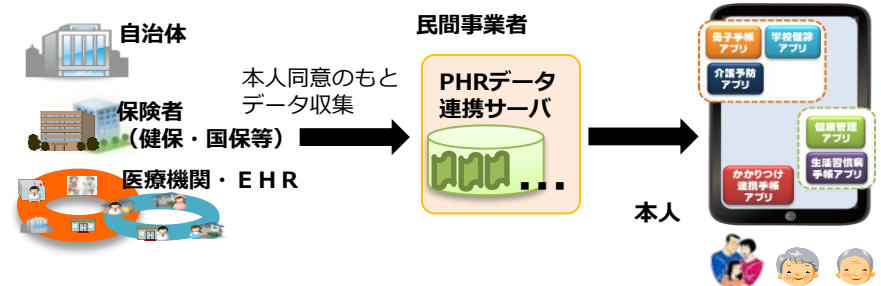 自治体
保険者
（健保・国保等）
医療機関・ＥＨＲ
本人同意のもと
データ収集
民間事業者
PHRデータ
連携サーバ
...
本人
母子手帳
アプリ
学校健診
アプリ
介護予防
アプリ
健康管理
アプリ
生活習慣病
手帳アプリ
かかりつけ
連携手帳
アプリ